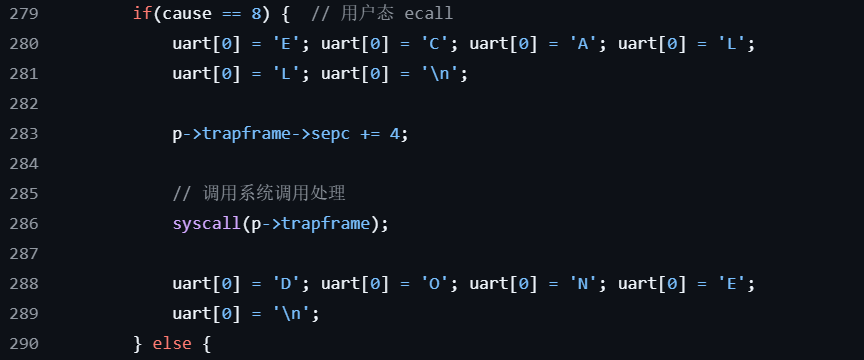 279 if(cause == 8) { // 用户态 ecall
280 uart[0] = 'E'; uart[0] = 'C'; uart[0] = 'A'; uart[0] = 'L';
281 uart[0] = 'L'; uart[0] = '\n';
282
283 p->trapframe->sepc += 4;
284
285 // 调用系统调用处理
286 syscall(p->trapframe);
287
288 uart[0] = 'D'; uart[0] = 'O'; uart[0] = 'N'; uart[0] = 'E';
289 uart[0] = '\n';
290 } else {